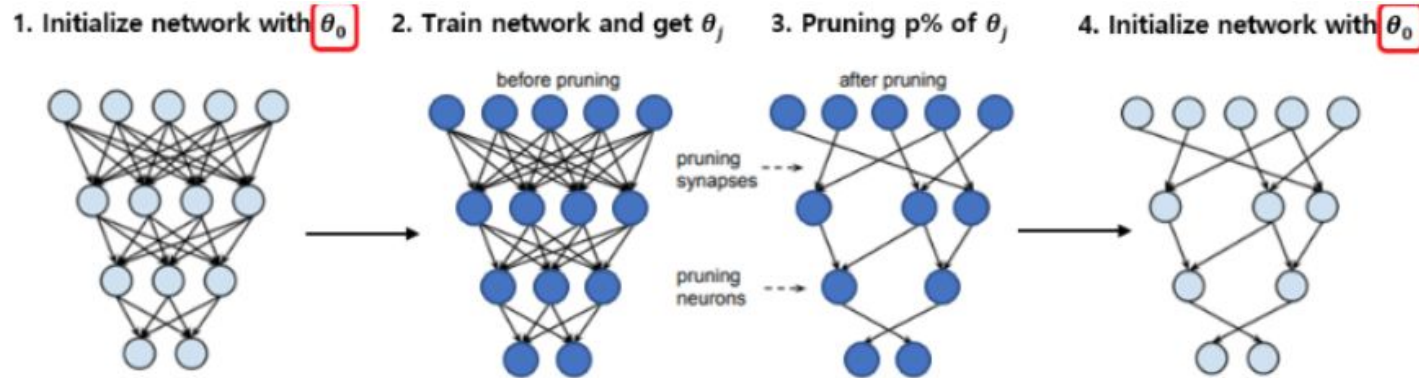 1. Initialize network with θ₀
2. Train network and get θⱼ
3. Pruning p% of θⱼ
4. Initialize network with θ₀
before pruning
after pruning
pruning
synapses
pruning
neurons